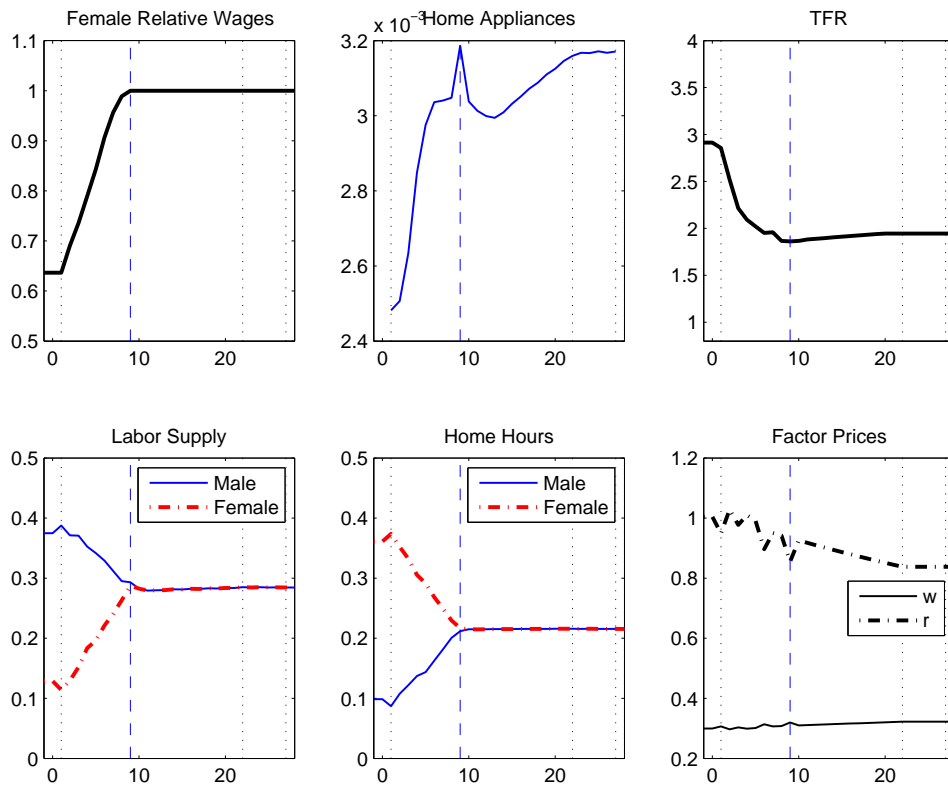 Female Relative Wages
1.1
1
0.9
0.8
0.7
0.6
0.5
0 10 20
x 10^-3 Home Appliances
3.2
3
2.8
2.6
2.4
0 10 20
TFR
4
3.5
3
2.5
2
1.5
1
0 10 20
Labor Supply
0.5
0.4
0.3
0.2
0.1
0
0 10 20
Male
Female
Home Hours
0.5
0.4
0.3
0.2
0.1
0
0 10 20
Male
Female
Factor Prices
1.2
1
0.8
0.6
0.4
0.2
0 10 20
w
r